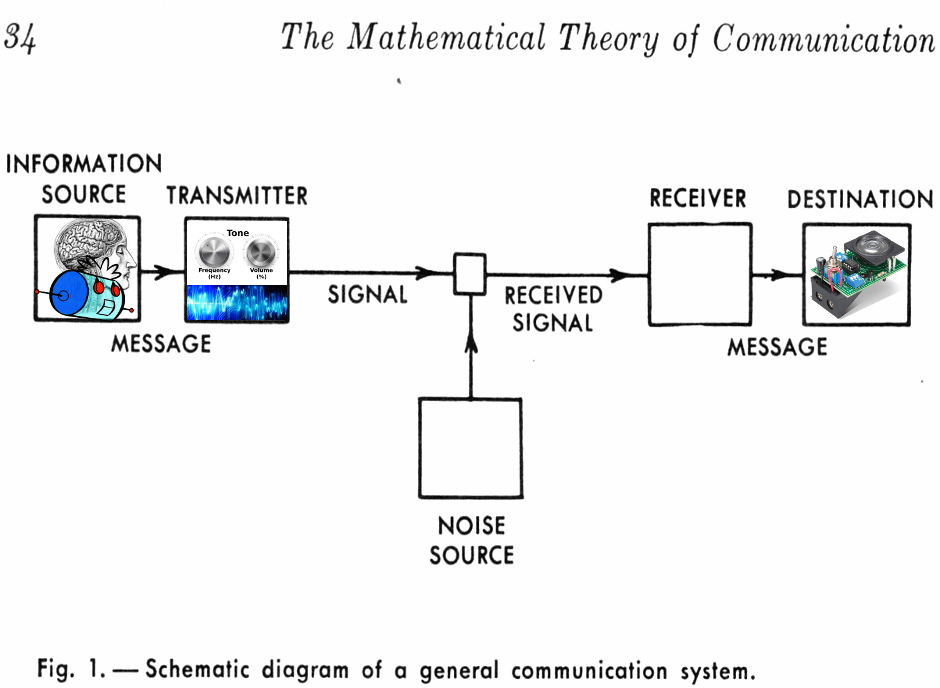 34
The Mathematical Theory of Communication
INFORMATION
SOURCE
TRANSMITTER
RECEIVER
DESTINATION
Tone
Frequency
(Hz)
Volume
(%)
SIGNAL
RECEIVED
SIGNAL
MESSAGE
MESSAGE
NOISE
SOURCE
Fig. 1. — Schematic diagram of a general communication system.